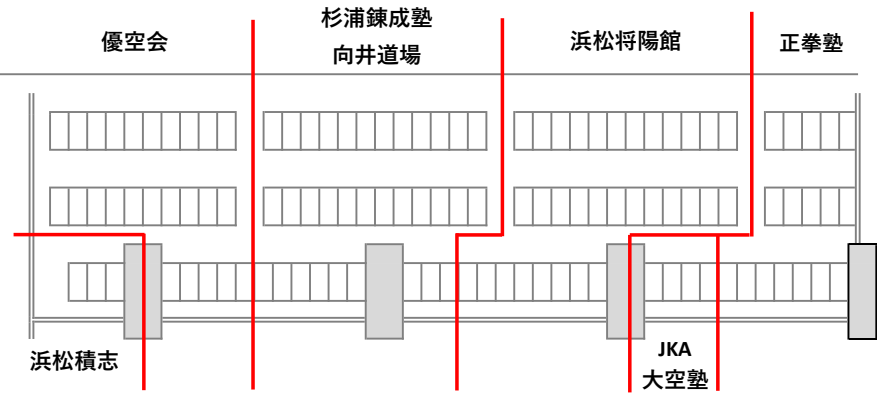 優空会
杉浦錬成塾
向井道場
浜松将陽館
正拳塾
浜松積志
JKA
大空塾